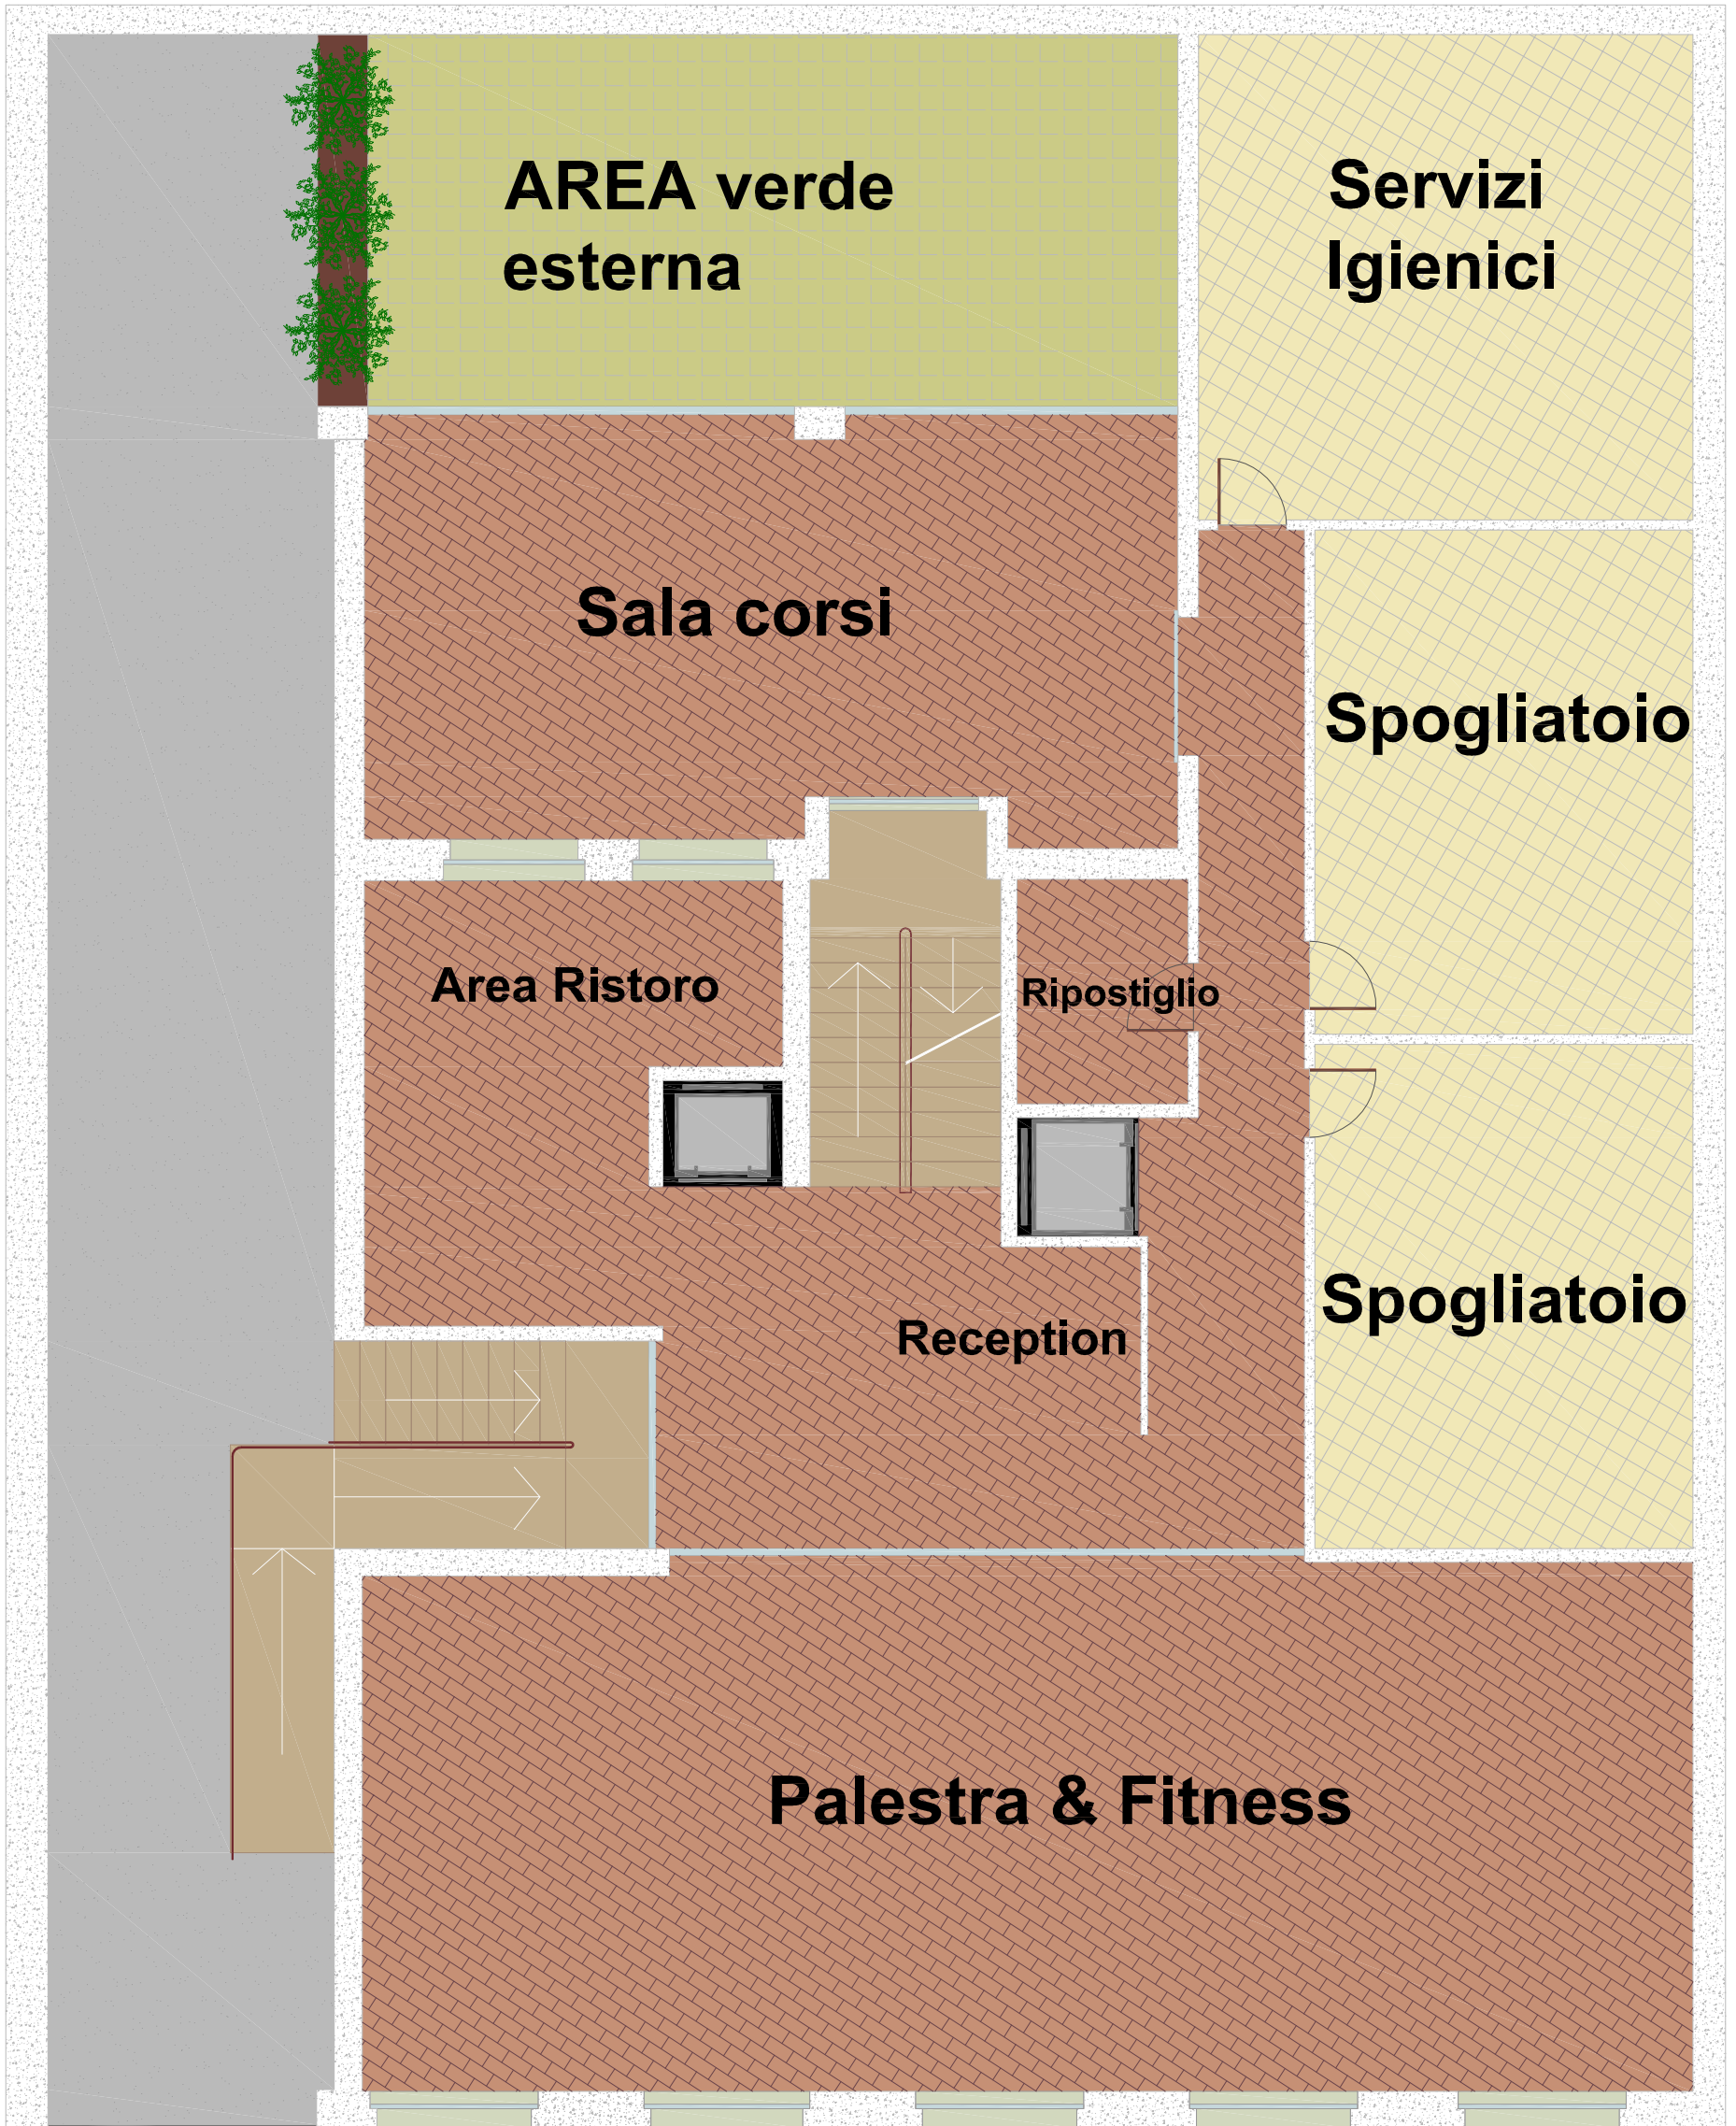 AREA verde
esterna
Servizi
Igienici
Sala corsi
Spogliatoio
Area Ristoro
Ripostiglio
Spogliatoio
Reception
Palestra & Fitness